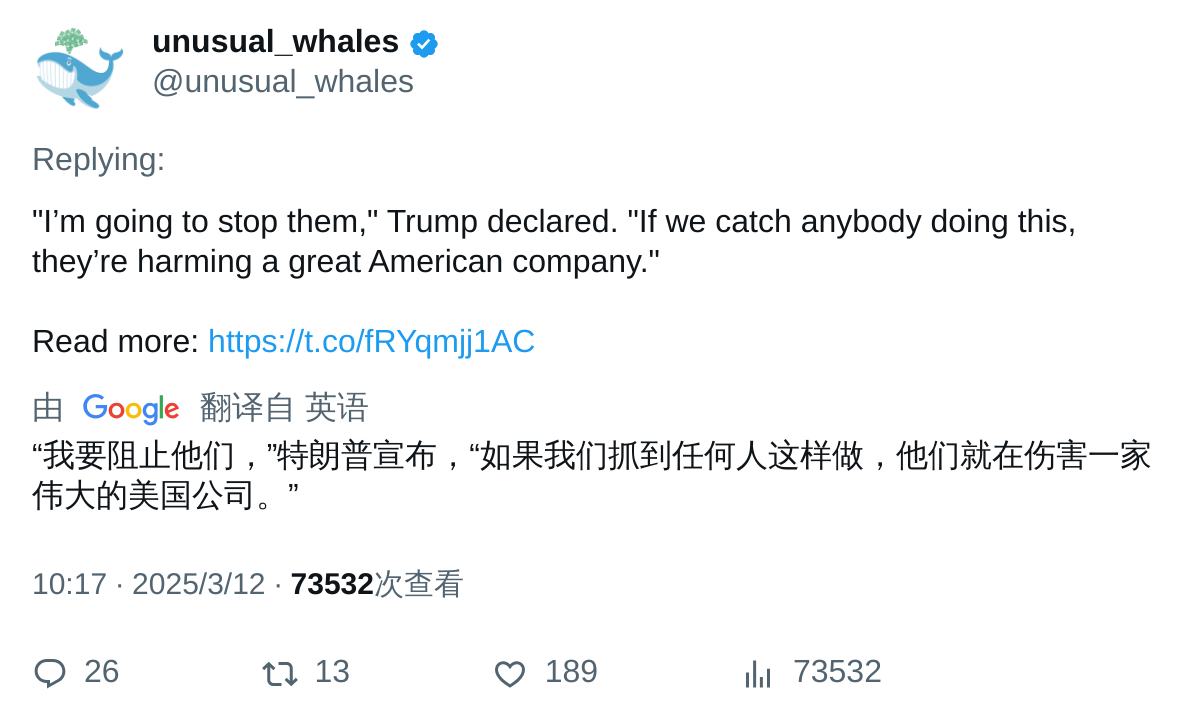 unusual_whales
@unusual_whales
Replying:
"I’m going to stop them," Trump declared. "If we catch anybody doing this,
they’re harming a great American company."
Read more: https://t.co/fRYqmjj1AC
由 Google 翻译自 英语
“我要阻止他们，”特朗普宣布，“如果我们抓到任何人这样做，他们就在伤害一家
伟大的美国公司。”
10:17 · 2025/3/12 · 73532次查看
26 13 189 73532